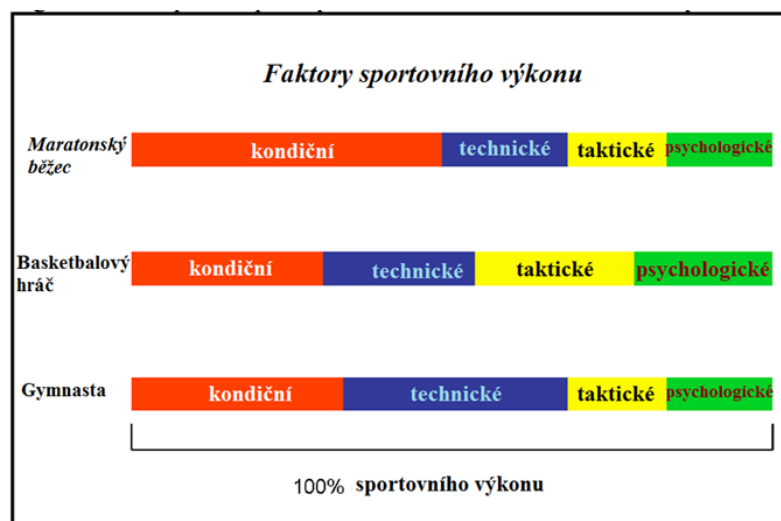 Faktory sportovního výkonu
Maratonský
běžec
kondiční technické taktické psychologické
Basketbalový
hráč
kondiční technické taktické psychologické
Gymnasta
kondiční technické taktické psychologické
100% sportovního výkonu